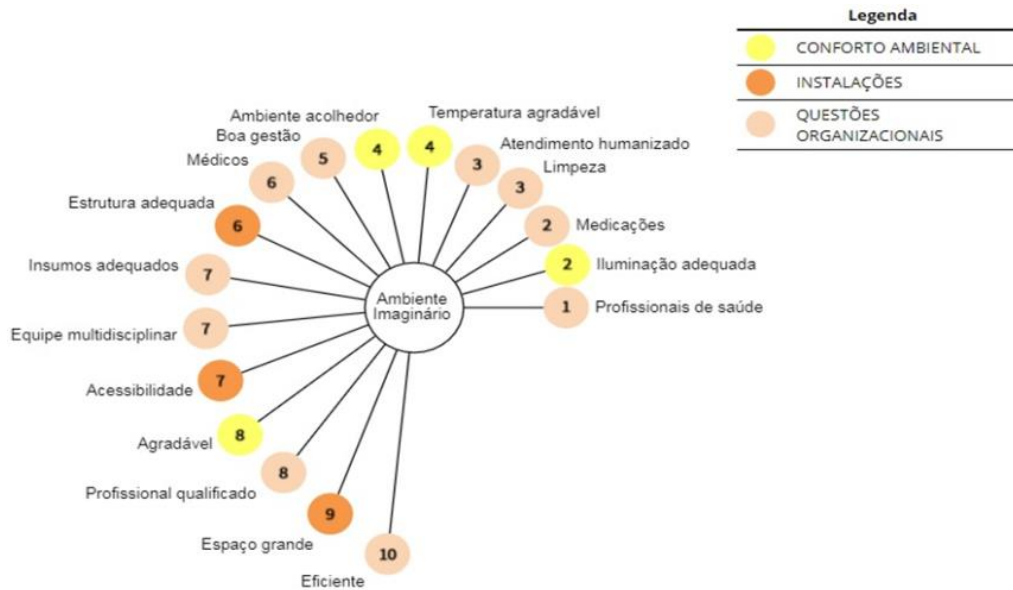 Legenda
CONFORTO AMBIENTAL
INSTALAÇÕES
QUESTÕES
ORGANIZACIONAIS
Temperatura agradável
4
Ambiente acolhedor
4
Boa gestão
5
Médicos
6
Estrutura adequada
6
Insumos adequados
7
Equipe multidisciplinar
7
Acessibilidade
7
Agradável
8
Profissional qualificado
8
Espaço grande
9
Eficiente
10
Atendimento humanizado
3
Limpeza
3
Medicações
2
Iluminação adequada
2
Profissionais de saúde
1
Ambiente
Imaginário